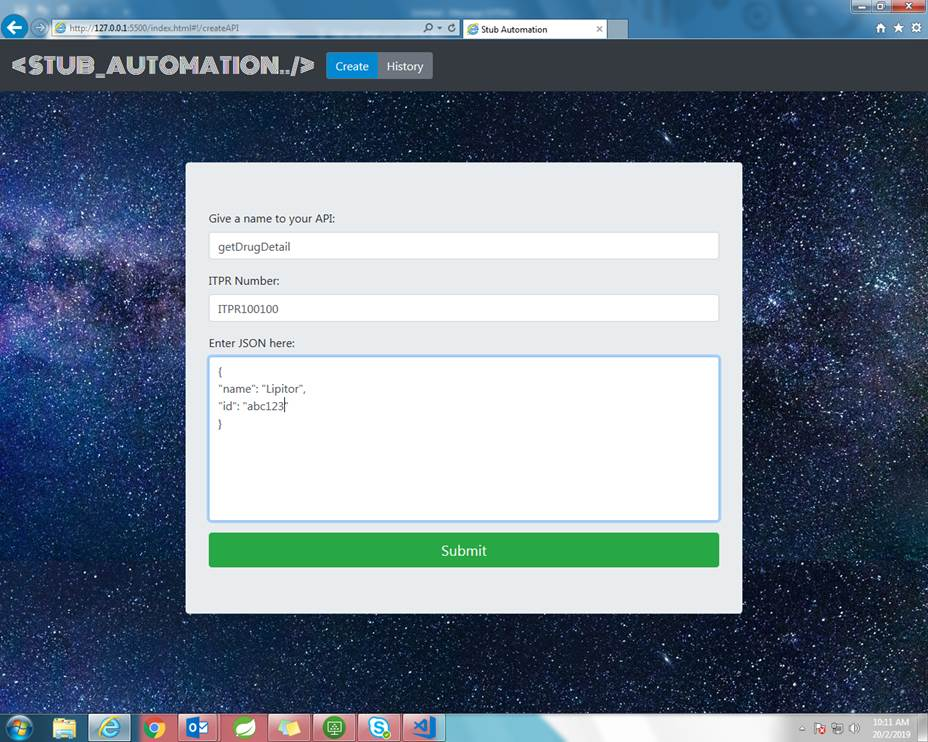 http://127.0.0.1:5500/index.html#!/createAPI
Stub Automation
<STUB_AUTOMATION../>
Create
History
Give a name to your API:
getDrugDetail
ITPR Number:
ITPR100100
Enter JSON here:
{
"name": "Lipitor",
"id": "abc123"
}
Submit
10:11 AM
20/2/2019